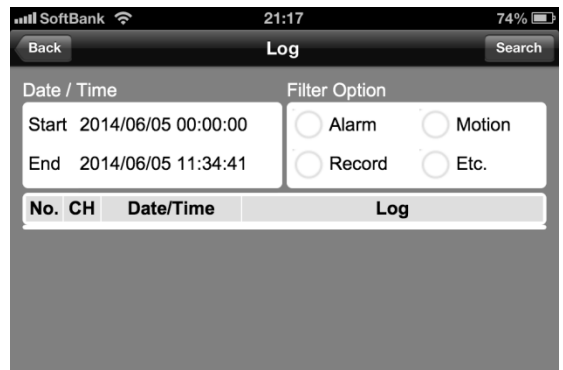 SoftBank 21:17 74%
Back Log Search
Date / Time Filter Option
Start 2014/06/05 00:00:00 Alarm Motion
End 2014/06/05 11:34:41 Record Etc.
No. CH Date/Time Log